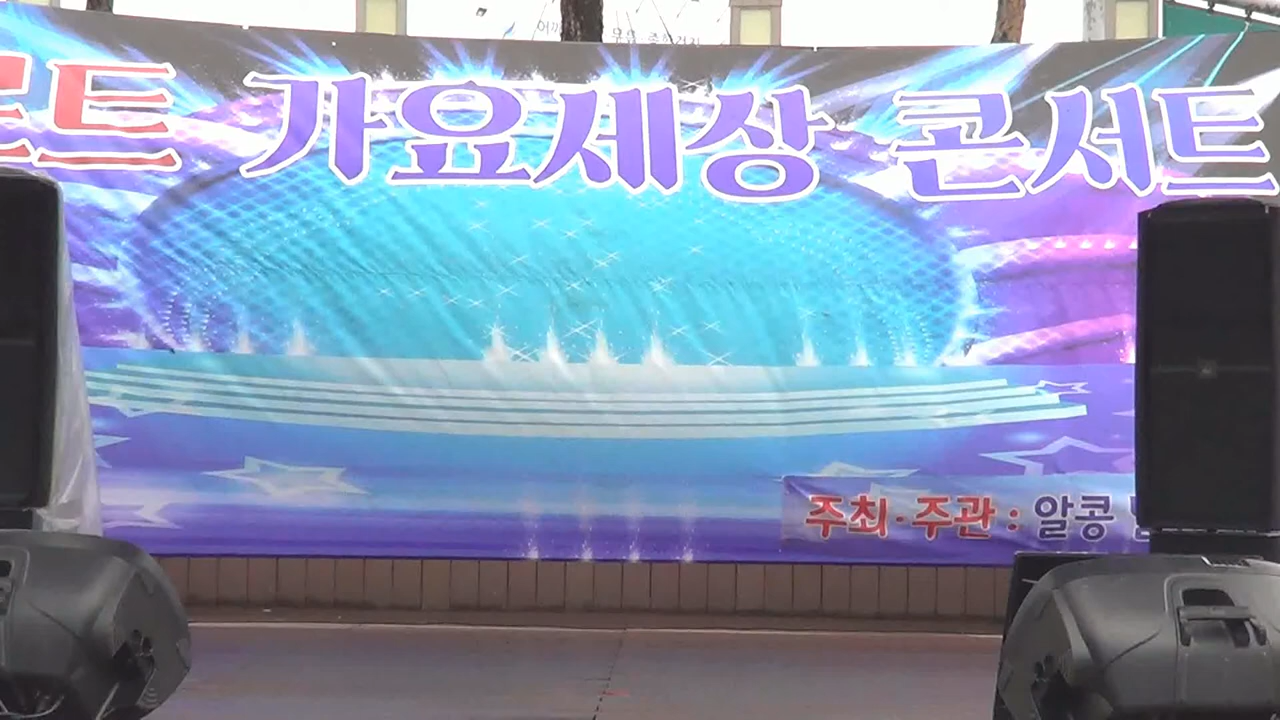 트 가요세상 콘서트
주최·주관 : 알콩